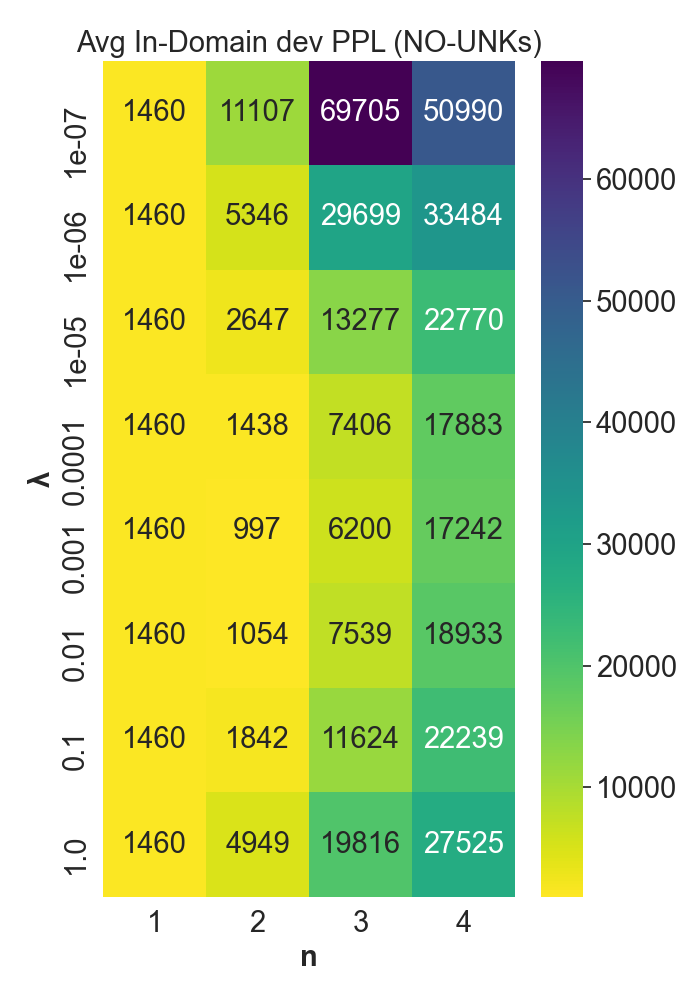 Avg In-Domain dev PPL (NO-UNKs)
1e-07 1460 11107 69705 50990
1e-06 1460 5346 29699 33484
1e-05 1460 2647 13277 22770
0.0001 1460 1438 7406 17883
0.001 1460 997 6200 17242
0.01 1460 1054 7539 18933
0.1 1460 1842 11624 22239
1.0 1460 4949 19816 27525
1 2 3 4
n
λ
60000
50000
40000
30000
20000
10000